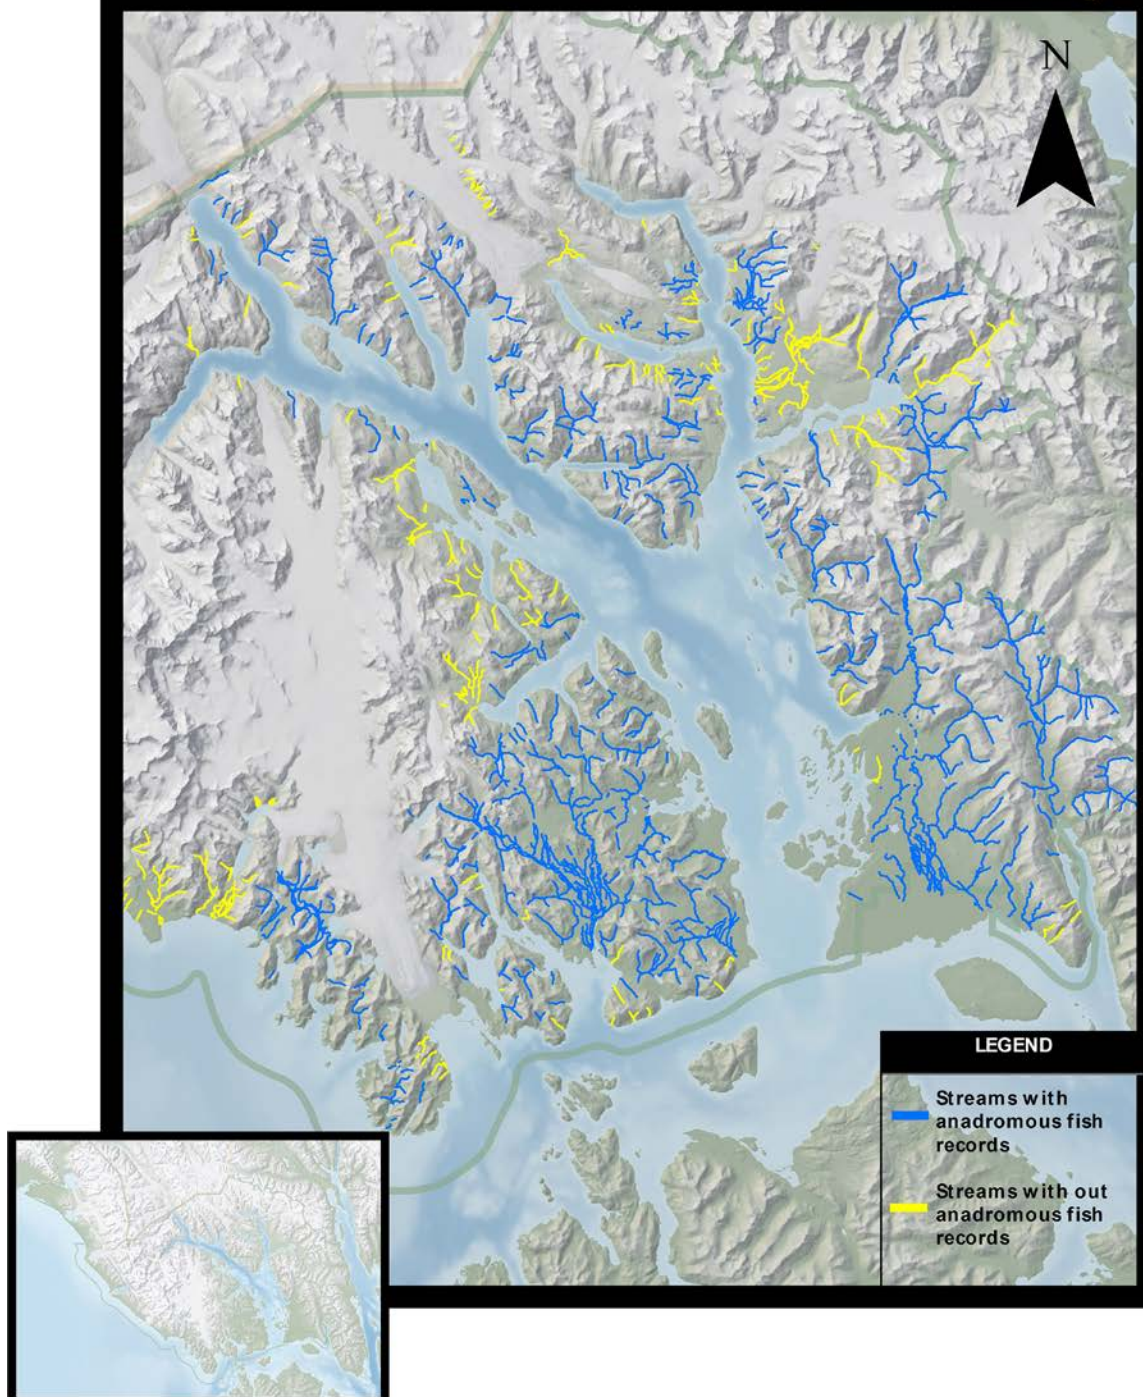 N
LEGEND
Streams with
anadromous fish
records
Streams with out
anadromous fish
records